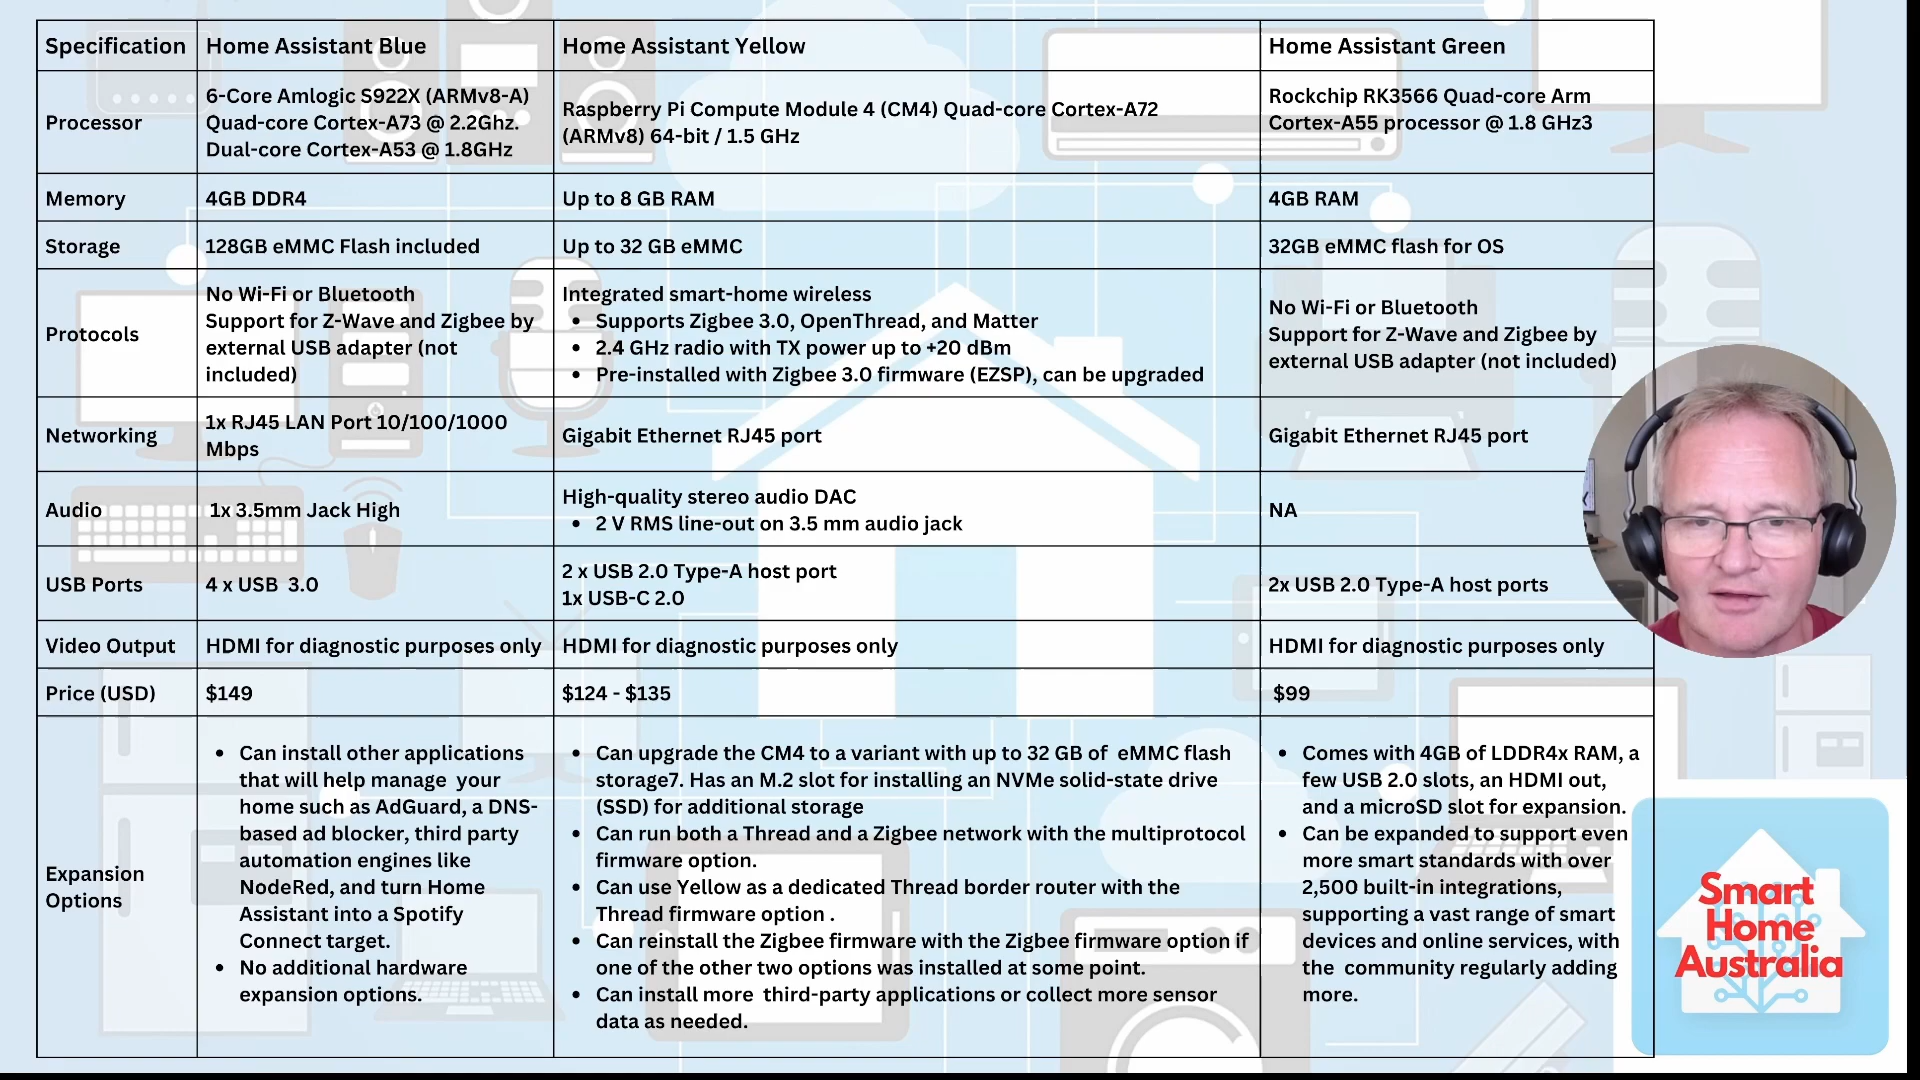 Specification
Home Assistant Blue
Home Assistant Yellow
Home Assistant Green
Processor
6-Core Amlogic S922X (ARMv8-A)
Quad-core Cortex-A73 @ 2.2Ghz.
Dual-core Cortex-A53 @ 1.8GHz
Raspberry Pi Compute Module 4 (CM4) Quad-core Cortex-A72
(ARMv8) 64-bit / 1.5 GHz
Rockchip RK3566 Quad-core Arm
Cortex-A55 processor @ 1.8 GHz3
Memory
4GB DDR4
Up to 8 GB RAM
4GB RAM
Storage
128GB eMMC Flash included
Up to 32 GB eMMC
32GB eMMC flash for OS
Protocols
No Wi-Fi or Bluetooth
Support for Z-Wave and Zigbee by
external USB adapter (not
included)
Integrated smart-home wireless
• Supports Zigbee 3.0, OpenThread, and Matter
• 2.4 GHz radio with TX power up to +20 dBm
• Pre-installed with Zigbee 3.0 firmware (EZSP), can be upgraded
No Wi-Fi or Bluetooth
Support for Z-Wave and Zigbee by
external USB adapter (not included)
Networking
1x RJ45 LAN Port 10/100/1000
Mbps
Gigabit Ethernet RJ45 port
Gigabit Ethernet RJ45 port
Audio
1x 3.5mm Jack High
High-quality stereo audio DAC
• 2 V RMS line-out on 3.5 mm audio jack
NA
USB Ports
4 x USB 3.0
2 x USB 2.0 Type-A host port
1x USB-C 2.0
2x USB 2.0 Type-A host ports
Video Output
HDMI for diagnostic purposes only
HDMI for diagnostic purposes only
HDMI for diagnostic purposes only
Price (USD)
$149
$124 - $135
$99
Expansion
Options
• Can install other applications
that will help manage your
home such as AdGuard, a DNS-
based ad blocker, third party
automation engines like
NodeRed, and turn Home
Assistant into a Spotify
Connect target.
• No additional hardware
expansion options.
• Can upgrade the CM4 to a variant with up to 32 GB of eMMC flash
storage7. Has an M.2 slot for installing an NVMe solid-state drive
(SSD) for additional storage
• Can run both a Thread and a Zigbee network with the multiprotocol
firmware option.
• Can use Yellow as a dedicated Thread border router with the
Thread firmware option .
• Can reinstall the Zigbee firmware with the Zigbee firmware option if
one of the other two options was installed at some point.
• Can install more third-party applications or collect more sensor
data as needed.
• Comes with 4GB of LDDR4x RAM, a
few USB 2.0 slots, an HDMI out,
and a microSD slot for expansion.
• Can be expanded to support even
more smart standards with over
2,500 built-in integrations,
supporting a vast range of smart
devices and online services, with
the community regularly adding
more.
Smart
Home
Australia